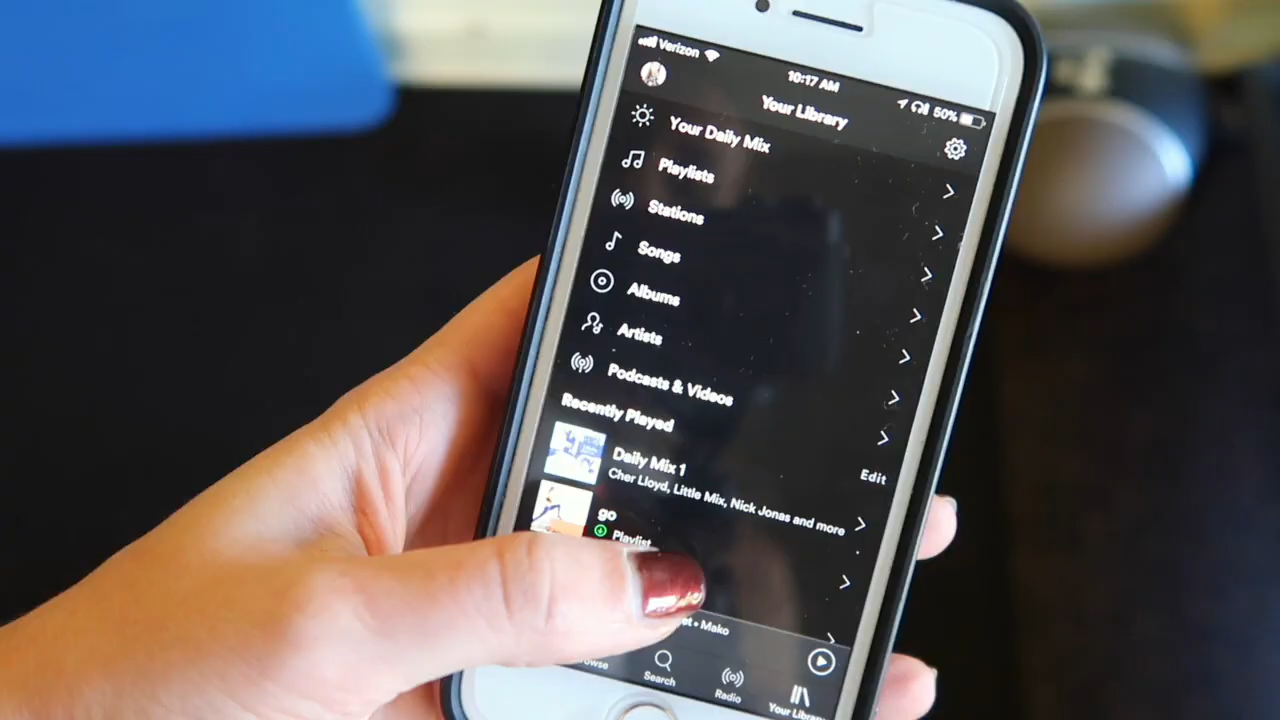 Verizon
10:17 AM
50%
Your Library
Your Daily Mix
Playlists
Stations
Songs
Albums
Artists
Podcasts & Videos
Recently Played
Edit
Daily Mix 1
Cher Lloyd, Little Mix, Nick Jonas and more
go
Playlist
• Mako
Search
Radio
Your Library